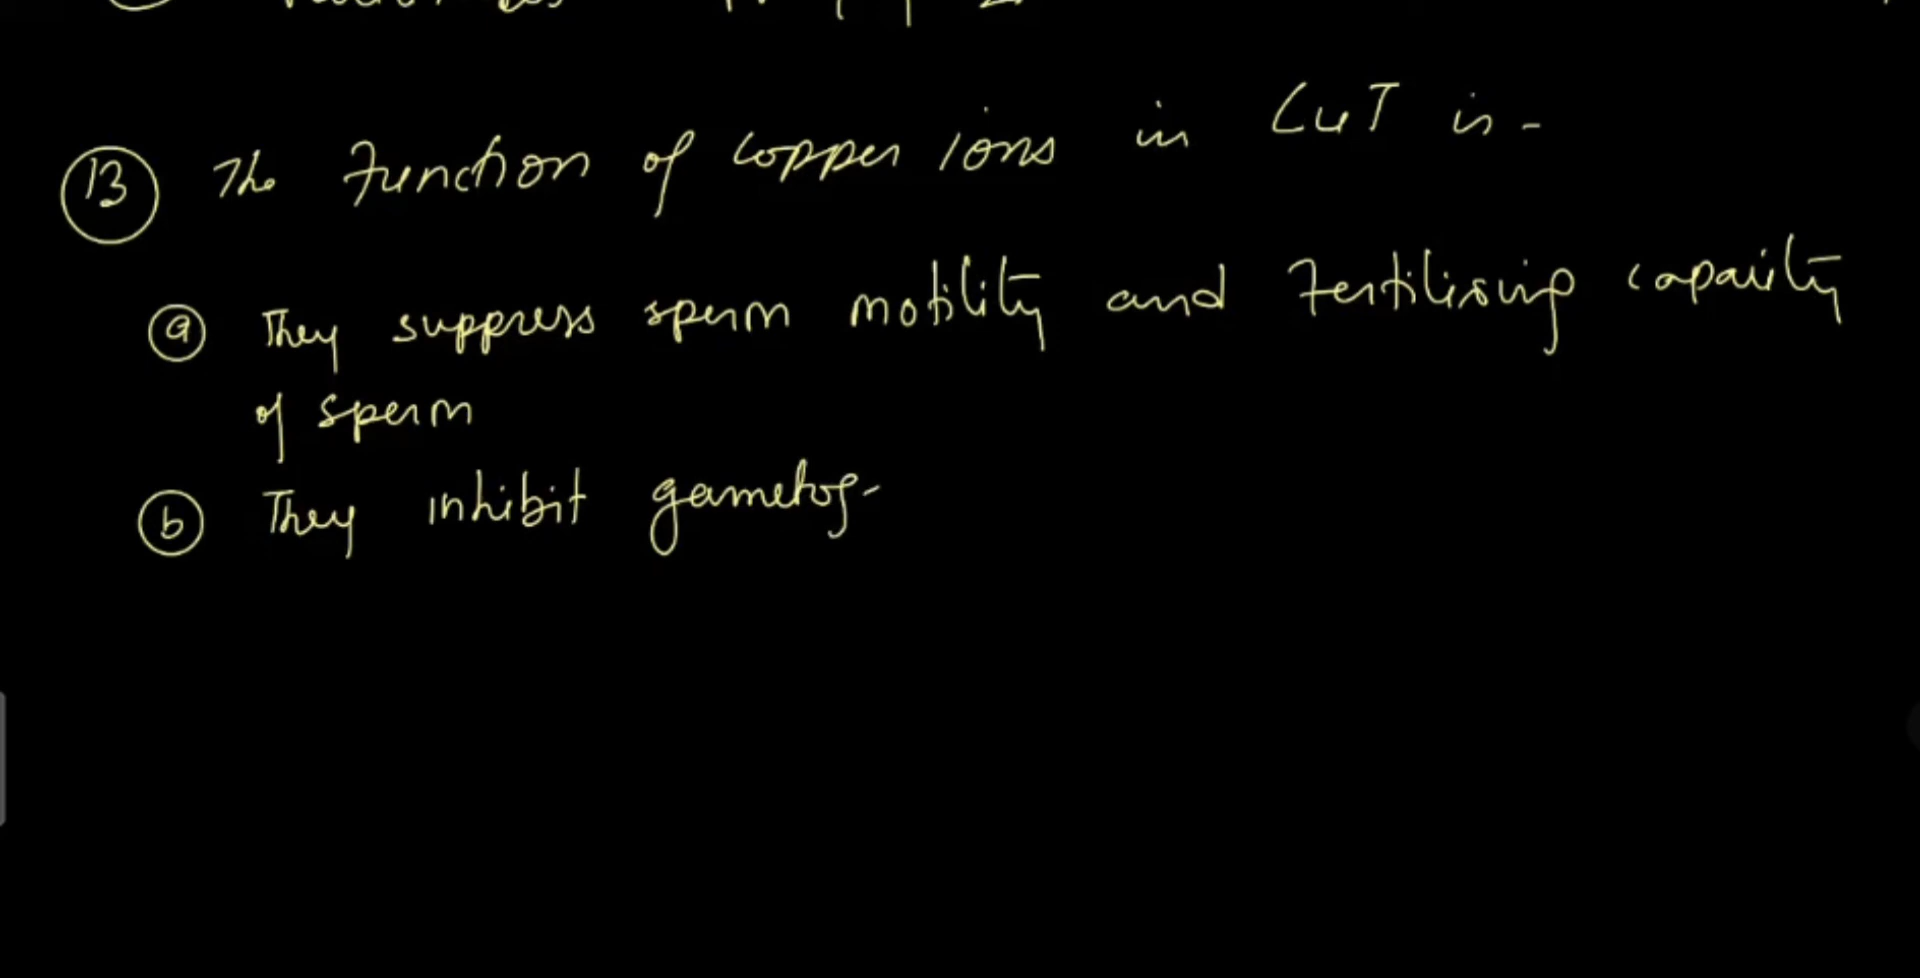 13 The Function of copper ions in CuT is -
a They suppress sperm motility and Fertilising capacity
of sperm
b They inhibit gametog-